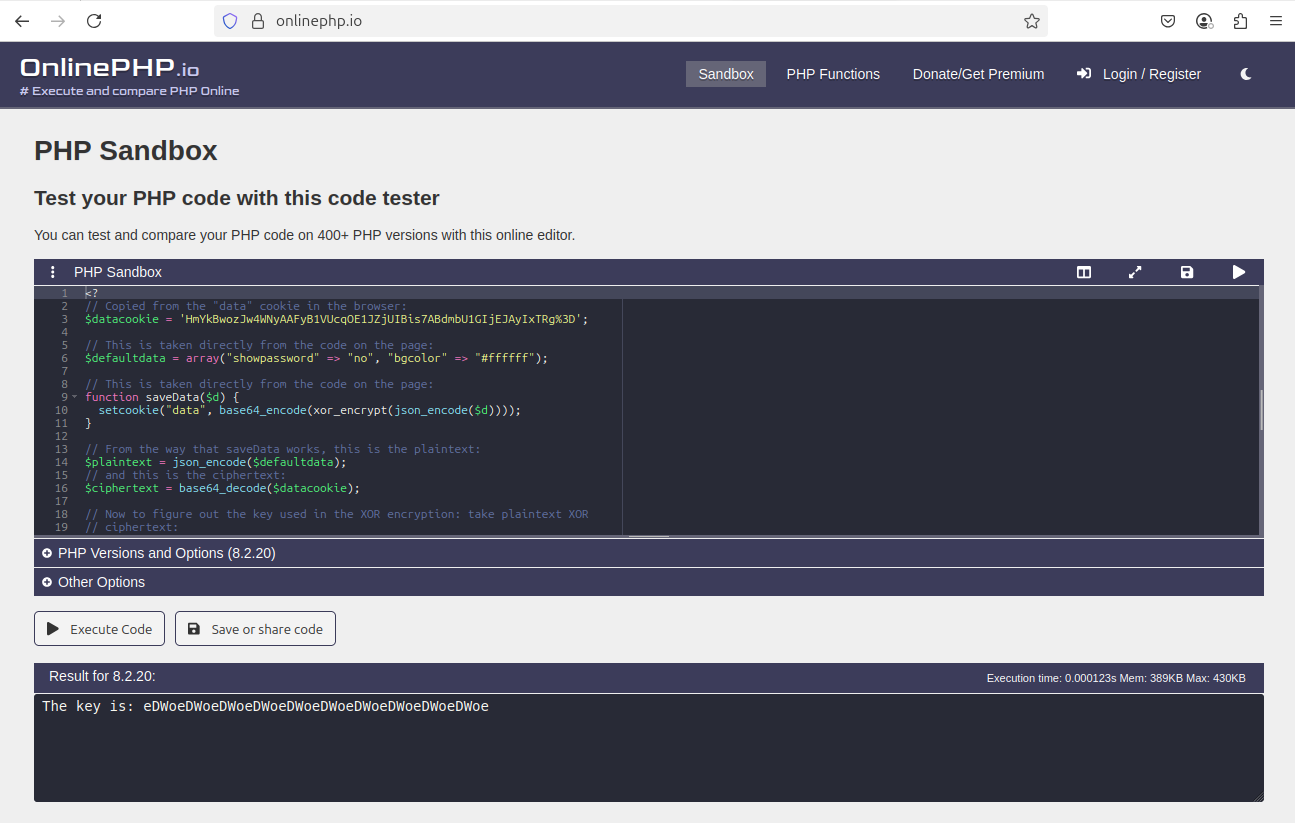 onlinephp.io
OnlinePHP.io
# Execute and compare PHP Online
Sandbox
PHP Functions
Donate/Get Premium
Login / Register
PHP Sandbox
Test your PHP code with this code tester
You can test and compare your PHP code on 400+ PHP versions with this online editor.
PHP Sandbox
1 <?
2 // Copied from the "data" cookie in the browser:
3 $datacookie = 'HmYkBwozJw4WNyAAFyB1VUcqOE1JZjUIBis7ABdmbU1GIjEJAyIxTRg%3D';
4
5 // This is taken directly from the code on the page:
6 $defaultdata = array("showpassword" => "no", "bgcolor" => "#ffffff");
7
8 // This is taken directly from the code on the page:
9 function saveData($d) {
10 setcookie("data", base64_encode(xor_encrypt(json_encode($d))));
11 }
12
13 // From the way that saveData works, this is the plaintext:
14 $plaintext = json_encode($defaultdata);
15 // and this is the ciphertext:
16 $ciphertext = base64_decode($datacookie);
17
18 // Now to figure out the key used in the XOR encryption: take plaintext XOR
19 // ciphertext:
PHP Versions and Options (8.2.20)
Other Options
Execute Code
Save or share code
Result for 8.2.20:
Execution time: 0.000123s Mem: 389KB Max: 430KB
The key is: eDWoeDWoeDWoeDWoeDWoeDWoeDWoeDWoeDWoeDWoe